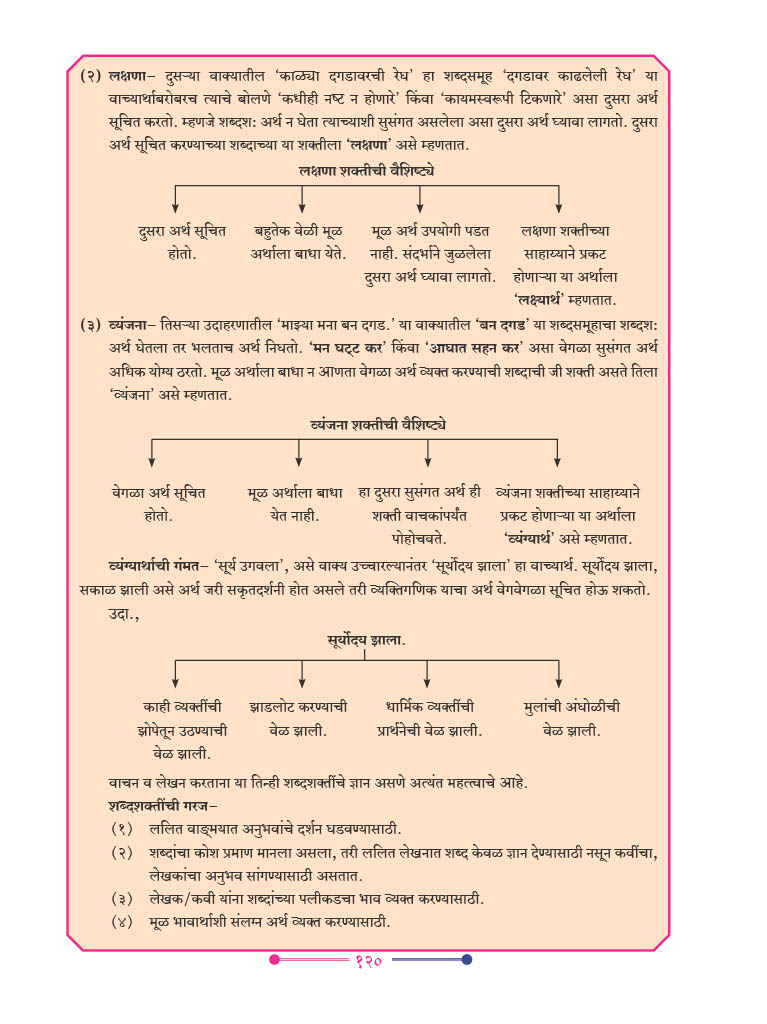 (२) लक्षणा– दुसऱ्या वाक्यातील ‘काळ्या दगडावरची रेघ’ हा शब्दसमूह ‘दगडावर काढलेली रेघ’ या
वाच्यार्थाबरोबरच त्याचे बोलणे ‘कधीही नष्ट न होणारे’ किंवा ‘कायमस्वरूपी टिकणारे’ असा दुसरा अर्थ
सूचित करतो. म्हणजे शब्दश: अर्थ न घेता त्याच्याशी सुसंगत असलेला असा दुसरा अर्थ घ्यावा लागतो. दुसरा
अर्थ सूचित करण्याच्या शब्दाच्या या शक्तीला ‘लक्षणा’ असे म्हणतात.
लक्षणा शक्तीची वैशिष्ट्ये
दुसरा अर्थ सूचित
होतो.
बहुतेक वेळी मूळ
अर्थाला बाधा येते.
मूळ अर्थ उपयोगी पडत
नाही. संदर्भाने जुळलेला
दुसरा अर्थ घ्यावा लागतो.
लक्षणा शक्तीच्या
साहाय्याने प्रकट
होणाऱ्या या अर्थाला
‘लक्ष्यार्थ’ म्हणतात.
(३) व्यंजना– तिसऱ्या उदाहरणातील ‘माझ्या मना बन दगड.’ या वाक्यातील ‘बन दगड’ या शब्दसमूहाचा शब्दश:
अर्थ घेतला तर भलताच अर्थ निघतो. ‘मन घट्ट कर’ किंवा ‘आघात सहन कर’ असा वेगळा सुसंगत अर्थ
अधिक योग्य ठरतो. मूळ अर्थाला बाधा न आणता वेगळा अर्थ व्यक्त करण्याची शब्दाची जी शक्ती असते तिला
‘व्यंजना’ असे म्हणतात.
व्यंजना शक्तीची वैशिष्ट्ये
वेगळा अर्थ सूचित
होतो.
मूळ अर्थाला बाधा
येत नाही.
हा दुसरा सुसंगत अर्थ ही
शक्ती वाचकांपर्यंत
पोहोचवते.
व्यंजना शक्तीच्या साहाय्याने
प्रकट होणाऱ्या या अर्थाला
‘व्यंग्यार्थ’ असे म्हणतात.
व्यंग्यार्थाची गंमत– ‘सूर्य उगवला’, असे वाक्य उच्चारल्यानंतर ‘सूर्योदय झाला’ हा वाच्यार्थ. सूर्योदय झाला,
सकाळ झाली असे अर्थ जरी सकृतदर्शनी होत असले तरी व्यक्तिगणिक याचा अर्थ वेगवेगळा सूचित होऊ शकतो.
उदा.,
सूर्योदय झाला.
काही व्यक्तींची
झोपेतून उठण्याची
वेळ झाली.
झाडलोट करण्याची
वेळ झाली.
धार्मिक व्यक्तींची
प्रार्थनेची वेळ झाली.
मुलांची अंघोळीची
वेळ झाली.
वाचन व लेखन करताना या तिन्ही शब्दशक्तींचे ज्ञान असणे अत्यंत महत्त्वाचे आहे.
शब्दशक्तींची गरज–
(१) ललित वाङ्‌मयात अनुभवांचे दर्शन घडवण्यासाठी.
(२) शब्दांचा कोश प्रमाण मानला असला, तरी ललित लेखनात शब्द केवळ ज्ञान देण्यासाठी नसून कवींचा,
लेखकांचा अनुभव सांगण्यासाठी असतात.
(३) लेखक/कवी यांना शब्दांच्या पलीकडचा भाव व्यक्त करण्यासाठी.
(४) मूळ भावार्थाशी संलग्न अर्थ व्यक्त करण्यासाठी.
१२०